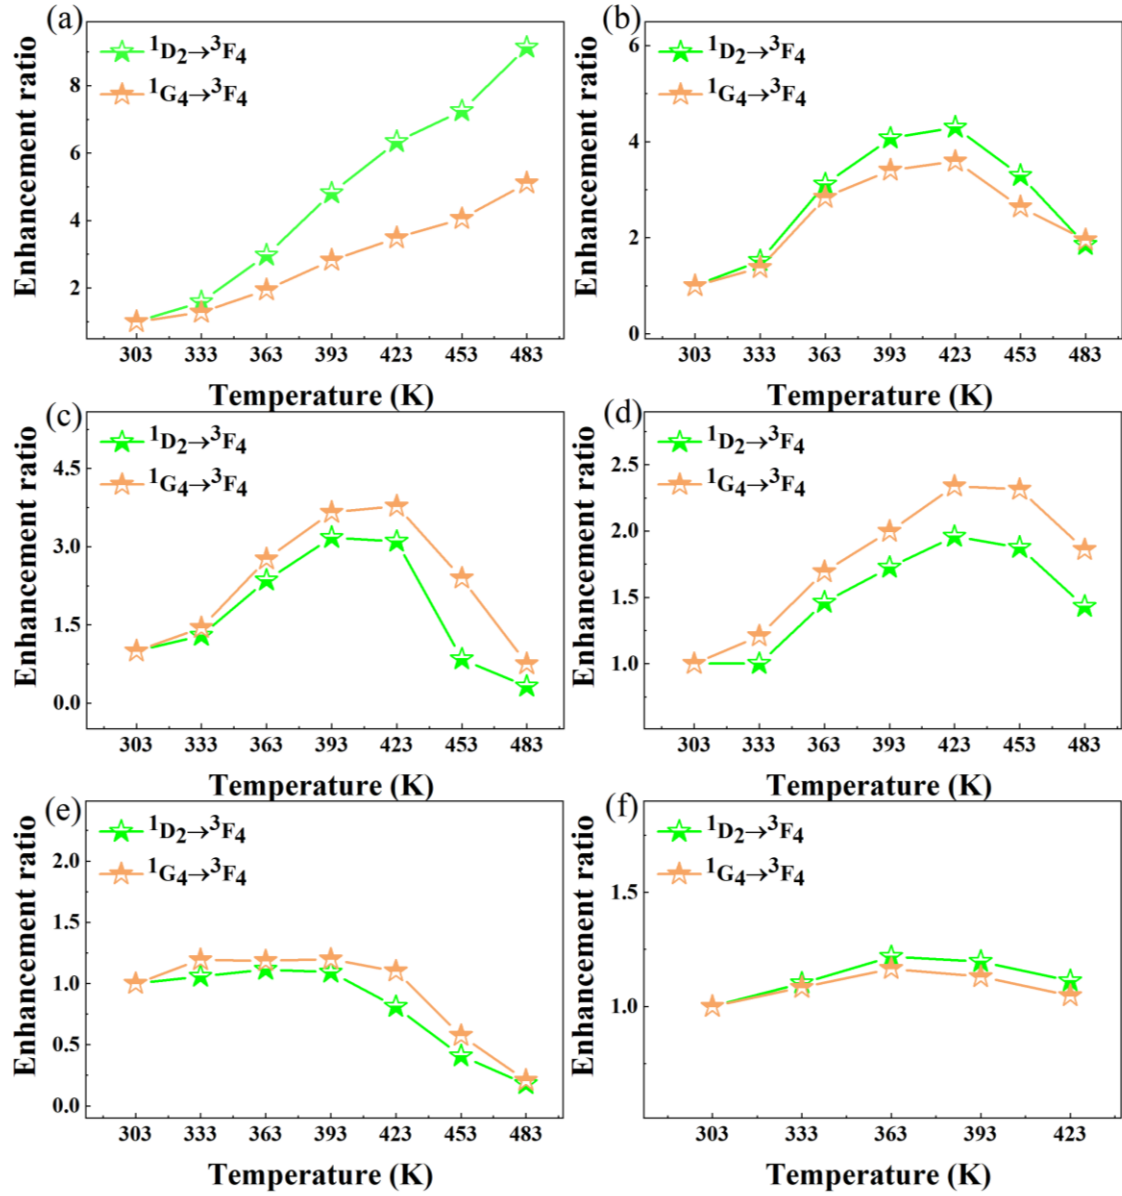 (a)
Enhancement ratio
¹D₂→³F₄
¹G₄→³F₄
8
6
4
2
303 333 363 393 423 453 483
Temperature (K)
(b)
Enhancement ratio
¹D₂→³F₄
¹G₄→³F₄
6
4
2
0
303 333 363 393 423 453 483
Temperature (K)
(c)
Enhancement ratio
¹D₂→³F₄
¹G₄→³F₄
4.5
3.0
1.5
0.0
303 333 363 393 423 453 483
Temperature (K)
(d)
Enhancement ratio
¹D₂→³F₄
¹G₄→³F₄
2.5
2.0
1.5
1.0
303 333 363 393 423 453 483
Temperature (K)
(e)
Enhancement ratio
¹D₂→³F₄
¹G₄→³F₄
2.0
1.5
1.0
0.5
0.0
303 333 363 393 423 453 483
Temperature (K)
(f)
Enhancement ratio
¹D₂→³F₄
¹G₄→³F₄
1.5
1.0
303 333 363 393 423
Temperature (K)